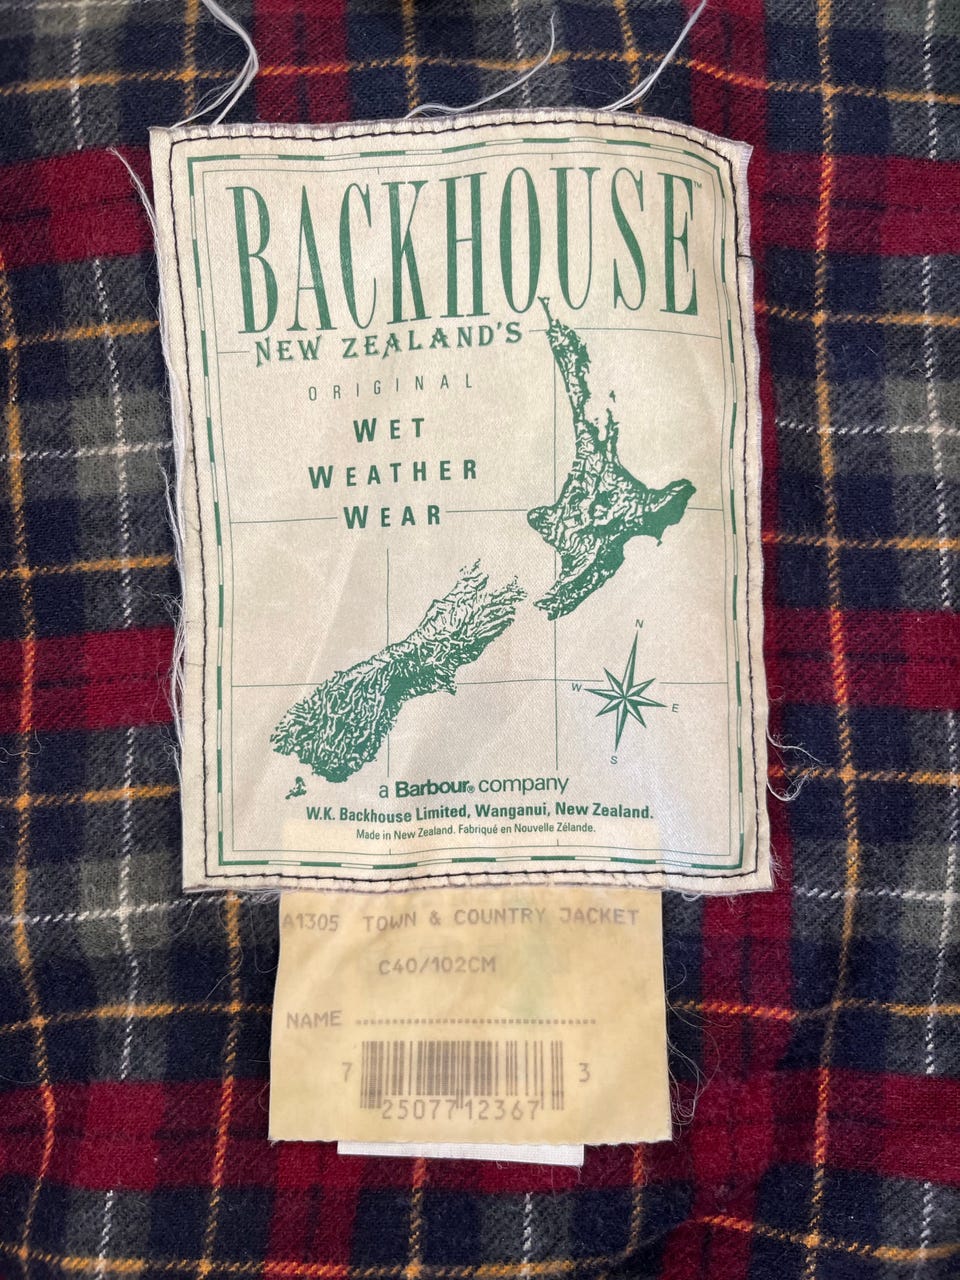 BACKHOUSE™
NEW ZEALAND'S
ORIGINAL
WET
WEATHER
WEAR
N
W E
S
a Barbour® company
W.K. Backhouse Limited, Wanganui, New Zealand.
Made in New Zealand. Fabriqué en Nouvelle Zélande.
A1305 TOWN & COUNTRY JACKET
C40/102CM
NAME ........................................
7 25077 12367 3